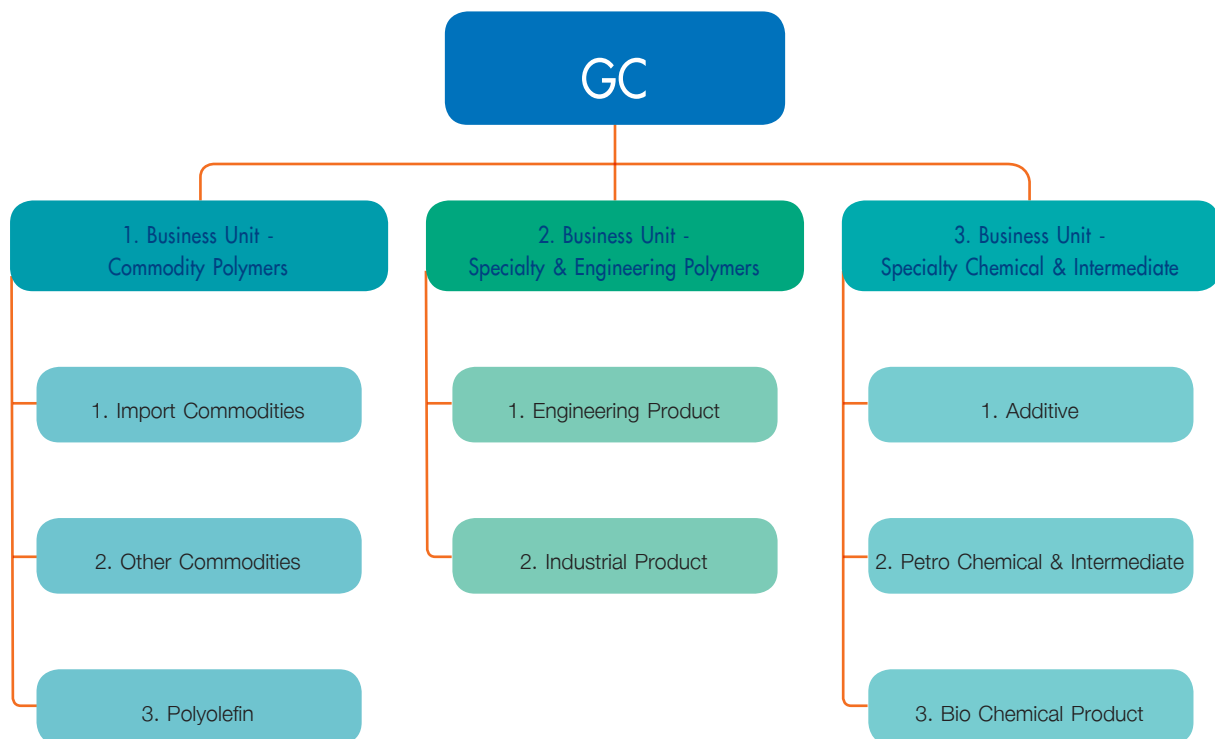 GC
1. Business Unit -
Commodity Polymers
1. Import Commodities
2. Other Commodities
3. Polyolefin
2. Business Unit -
Specialty & Engineering Polymers
1. Engineering Product
2. Industrial Product
3. Business Unit -
Specialty Chemical & Intermediate
1. Additive
2. Petro Chemical & Intermediate
3. Bio Chemical Product